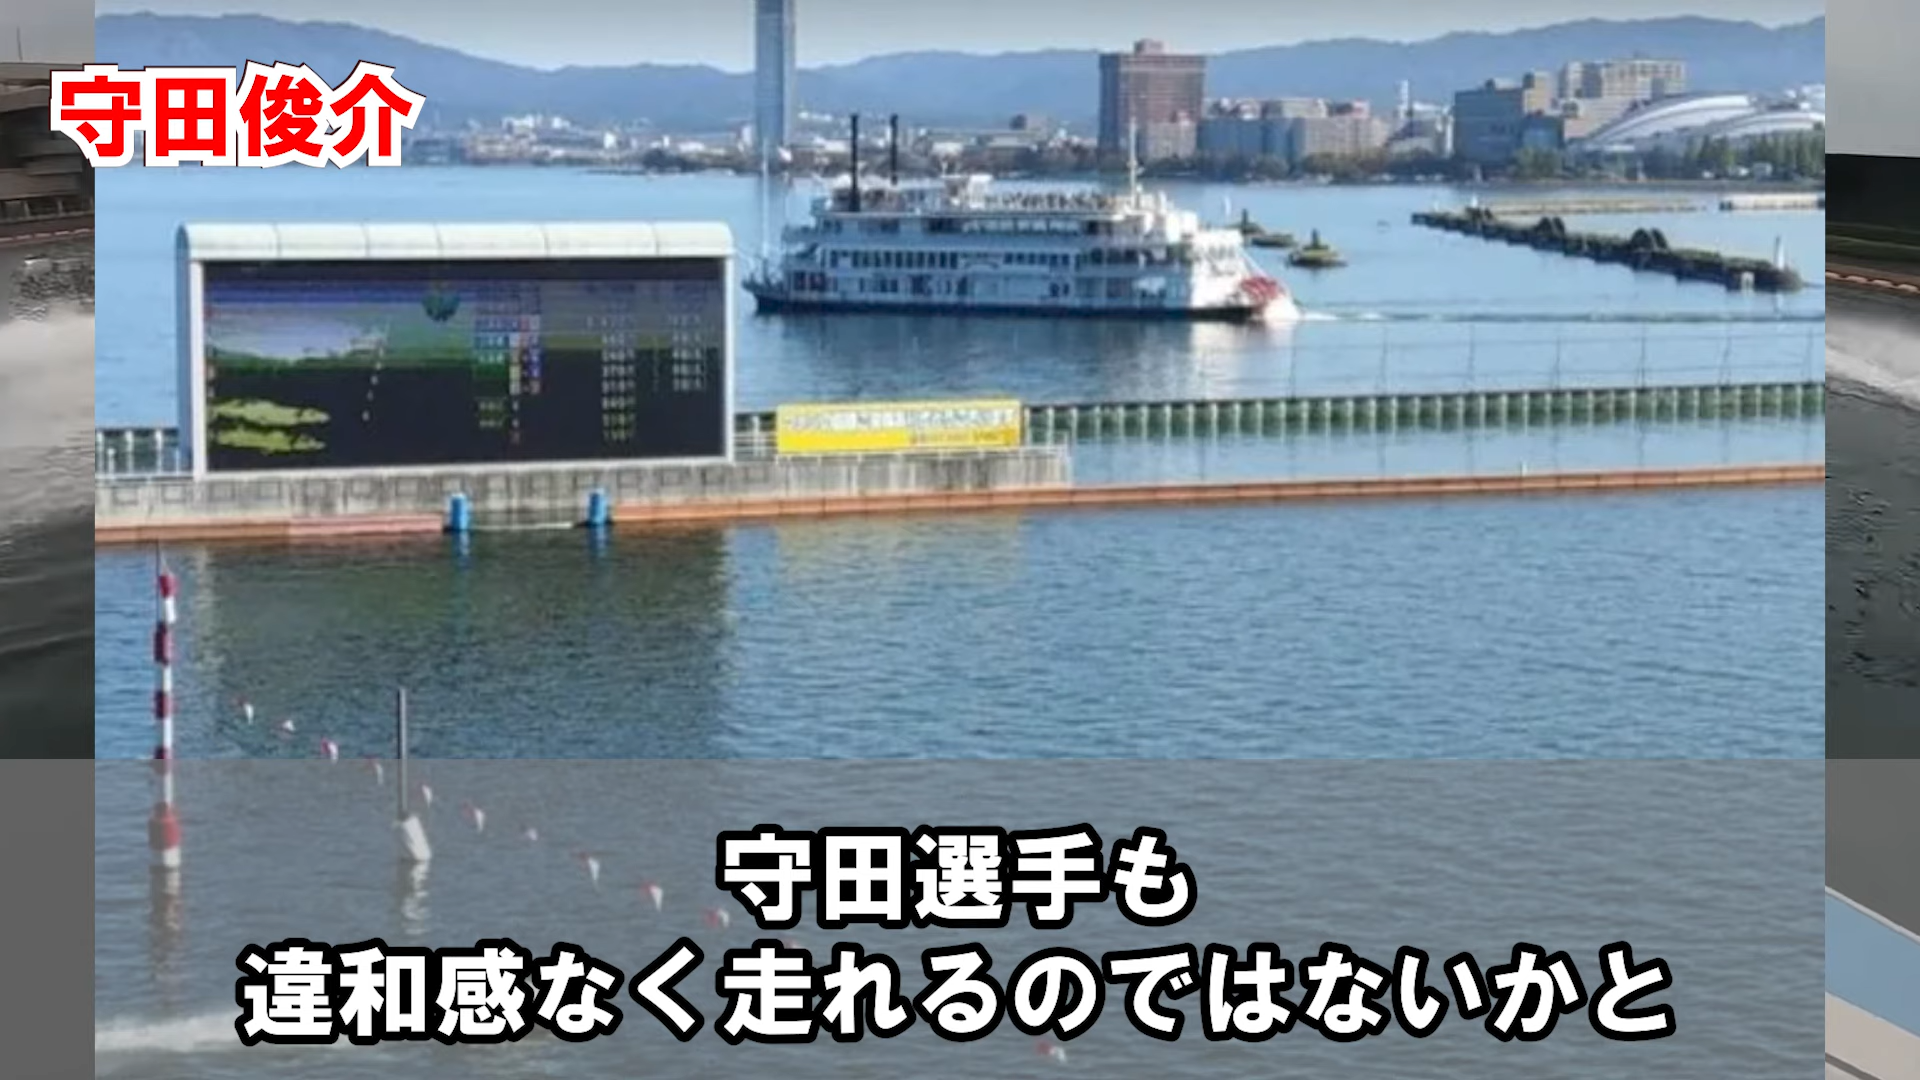 守田俊介
守田選手も
違和感なく走れるのではないかと